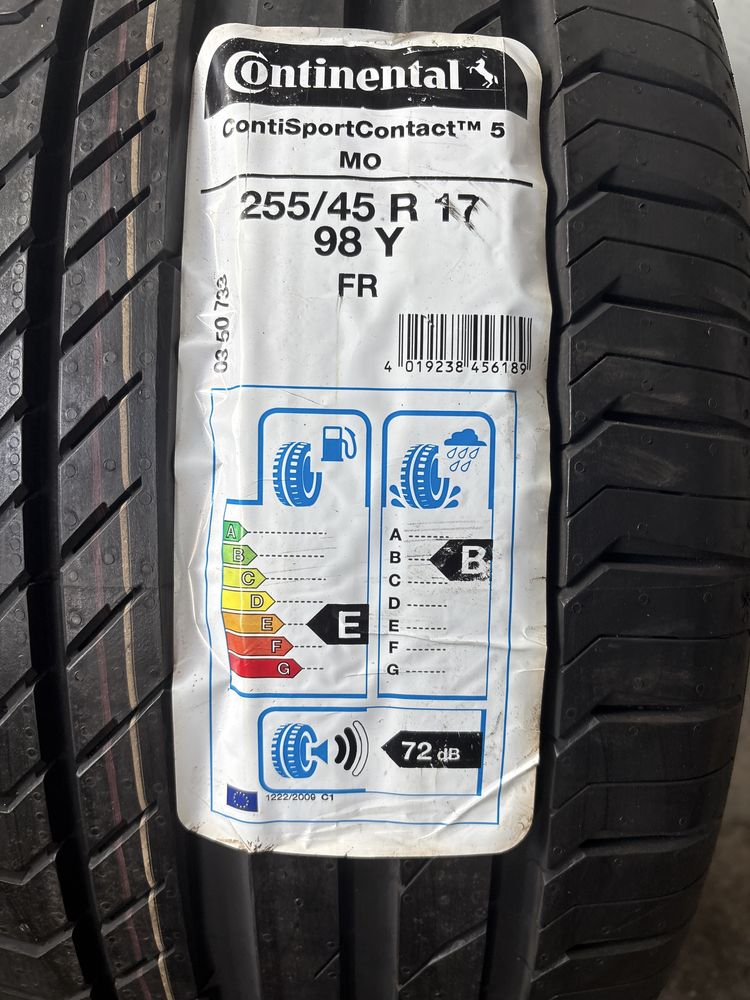 Continental
ContiSportContact™ 5
MO
255/45 R 17
98 Y
FR
03 50 733
4 019238 456189
A
B
C
D
E
F
G
E
A
B
C
D
E
F
G
B
72 dB
1222/2009 C1